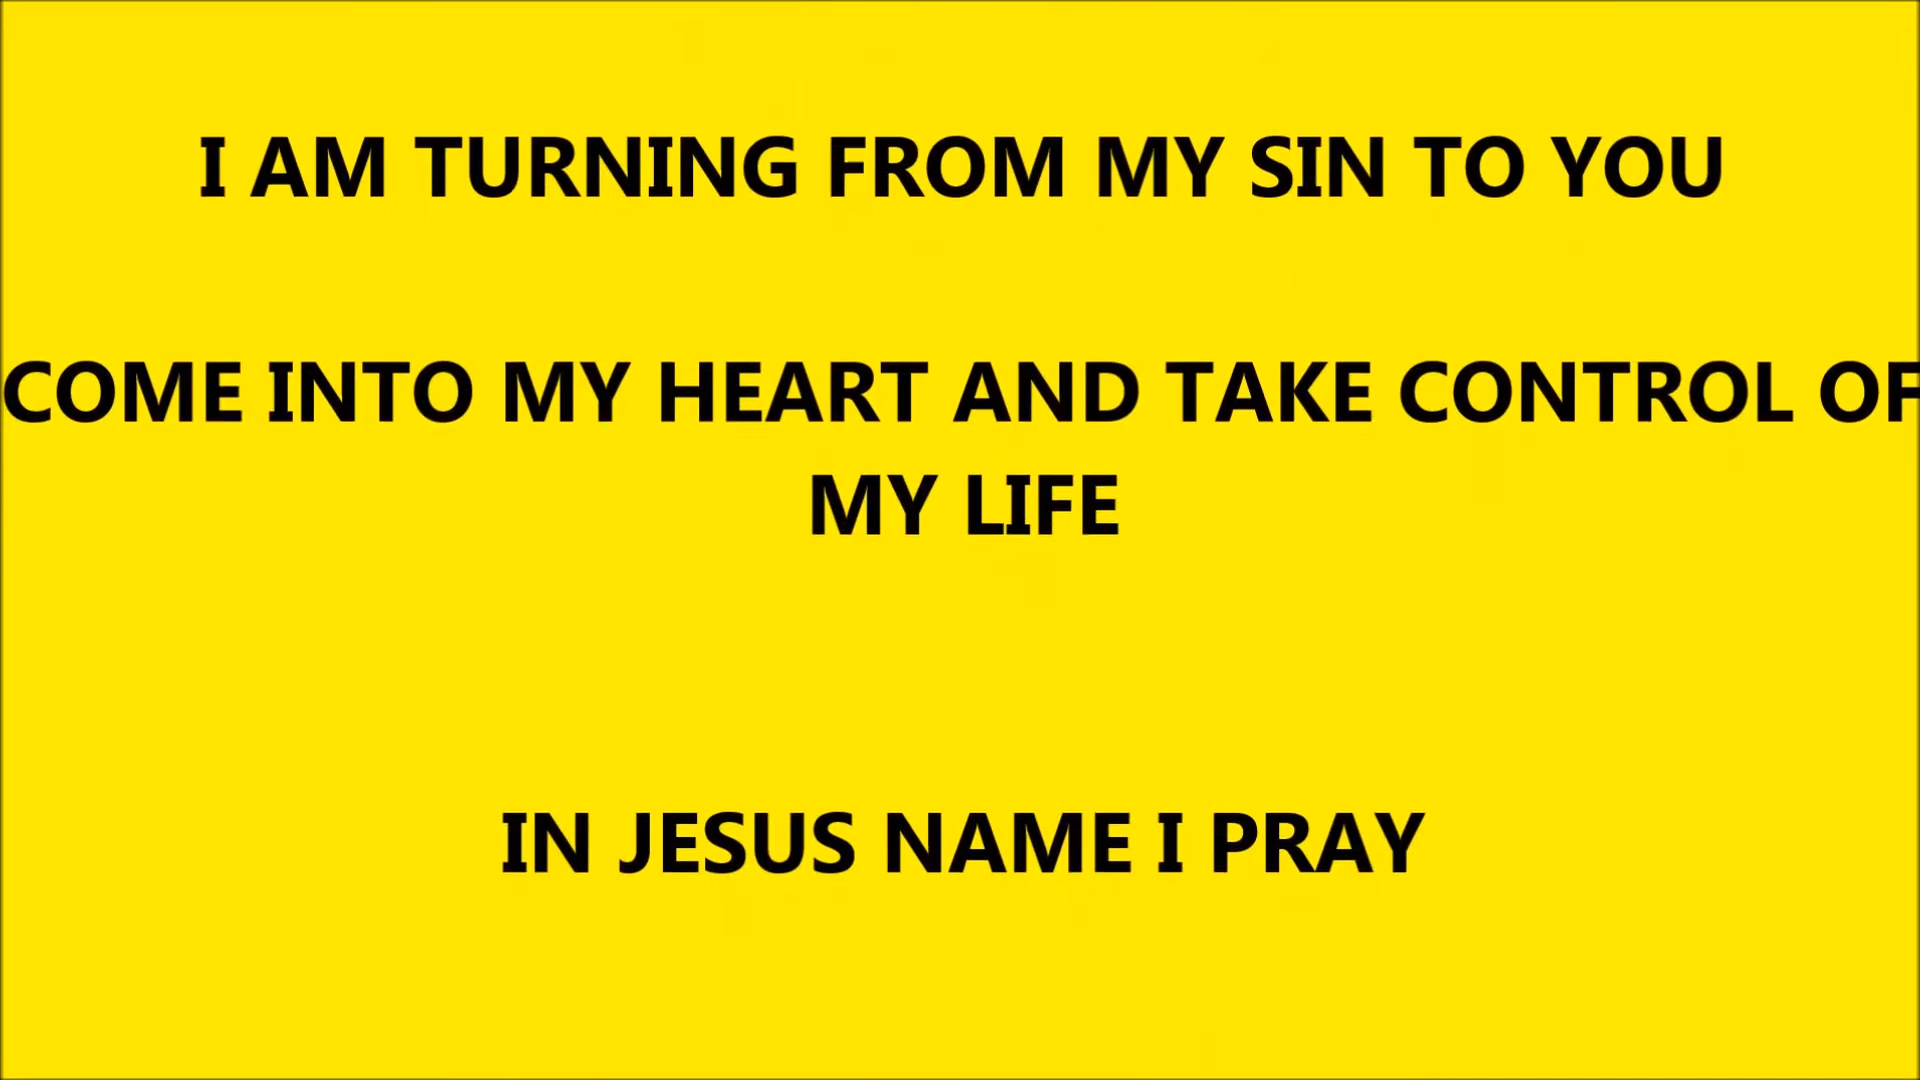 I AM TURNING FROM MY SIN TO YOU
COME INTO MY HEART AND TAKE CONTROL OF
MY LIFE
IN JESUS NAME I PRAY